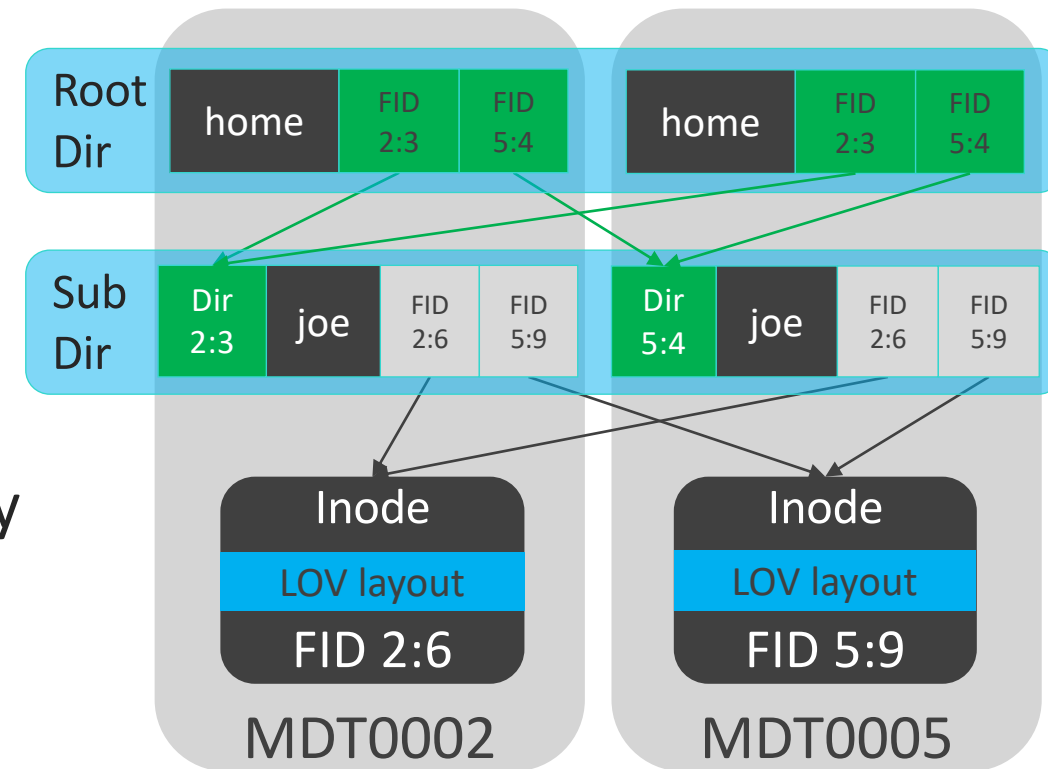 Root
Dir
home
FID
2:3
FID
5:4
home
FID
2:3
FID
5:4
Sub
Dir
Dir
2:3
joe
FID
2:6
FID
5:9
Dir
5:4
joe
FID
2:6
FID
5:9
y
Inode
LOV layout
FID 2:6
Inode
LOV layout
FID 5:9
MDT0002
MDT0005